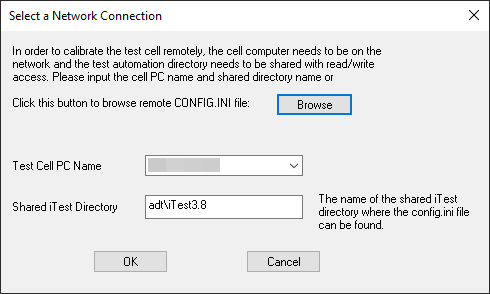 Select a Network Connection
In order to calibrate the test cell remotely, the cell computer needs to be on the
network and the test automation directory needs to be shared with read/write
access. Please input the cell PC name and shared directory name or
Click this button to browse remote CONFIG.INI file:
Browse
Test Cell PC Name
Shared iTest Directory
adt\iTest3.8
The name of the shared iTest
directory where the config.ini file
can be found.
OK
Cancel